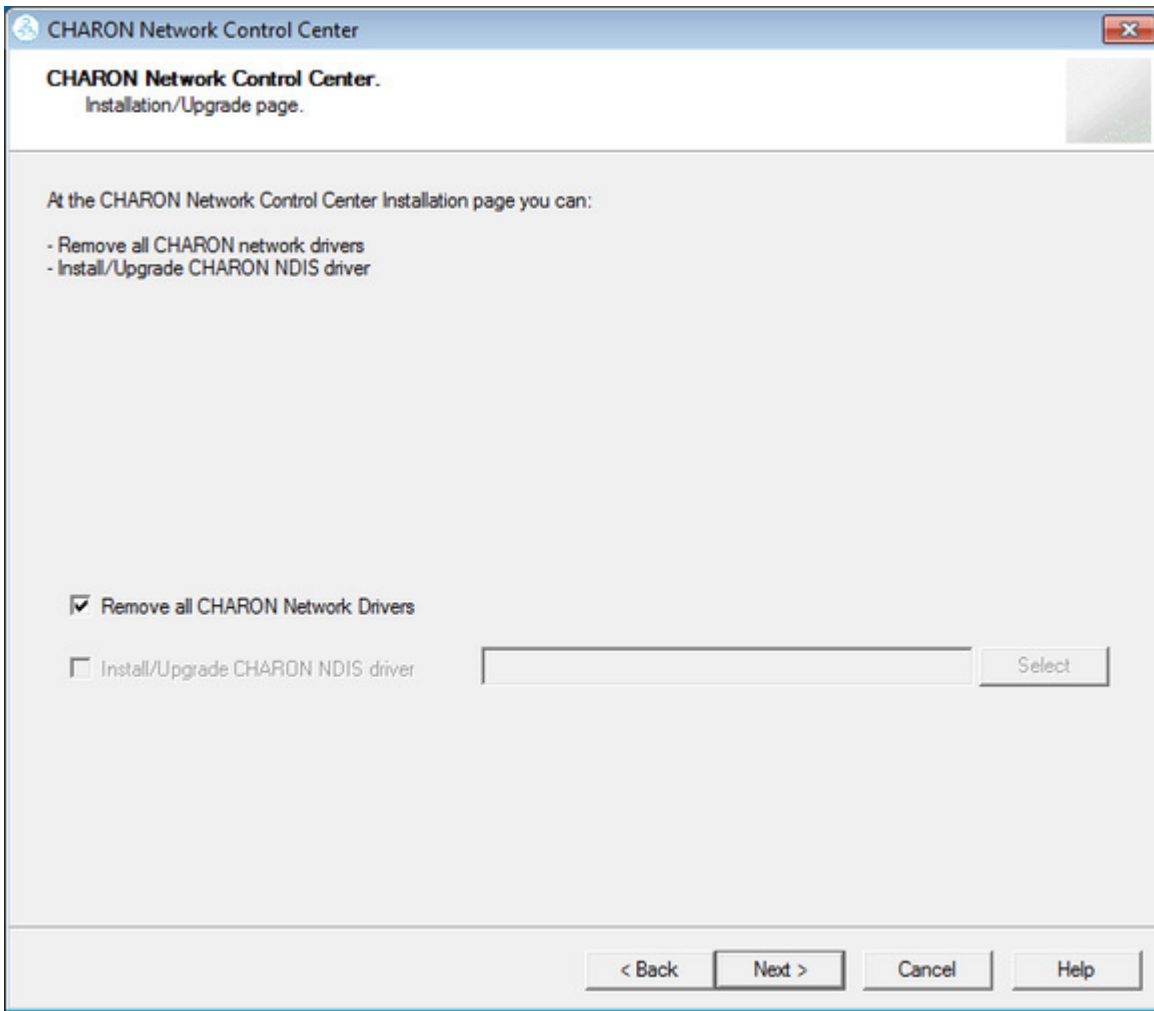 CHARON Network Control Center
CHARON Network Control Center.
Installation/Upgrade page.
At the CHARON Network Control Center Installation page you can:
- Remove all CHARON network drivers
- Install/Upgrade CHARON NDIS driver
Remove all CHARON Network Drivers
Install/Upgrade CHARON NDIS driver Select
< Back Next > Cancel Help